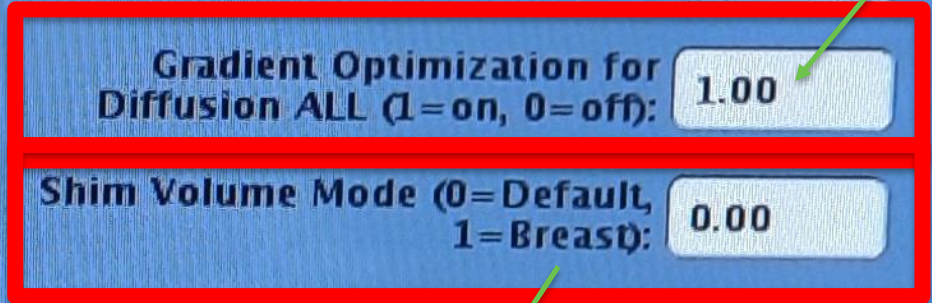 Gradient Optimization for
Diffusion ALL (1=on, 0=off):
1.00
Shim Volume Mode (0=Default,
1=Breast):
0.00